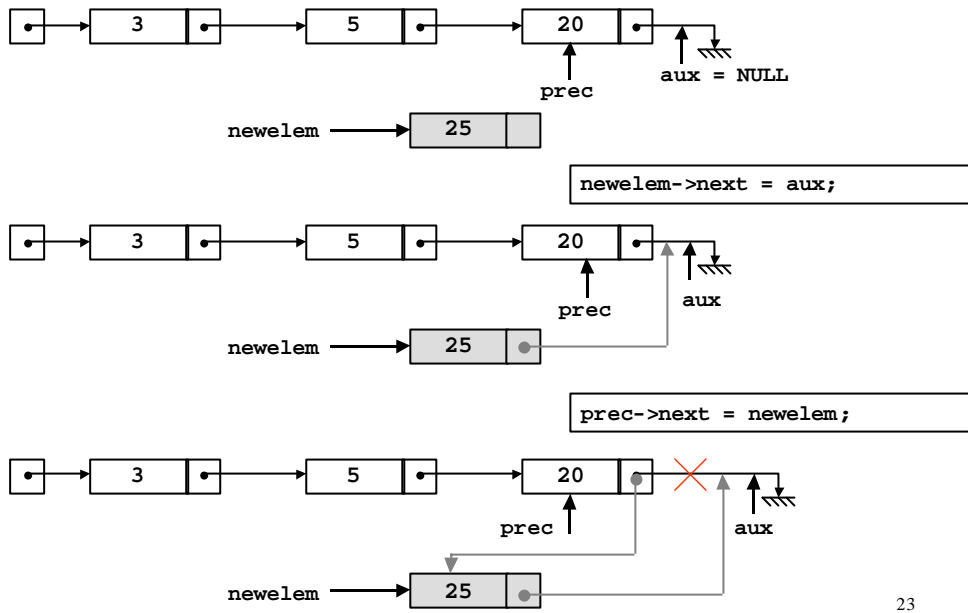 3 5 20
prec
aux = NULL
newelem 25
newelem->next = aux;
3 5 20
prec
aux
newelem 25
prec->next = newelem;
3 5 20
prec
aux
newelem 25
23